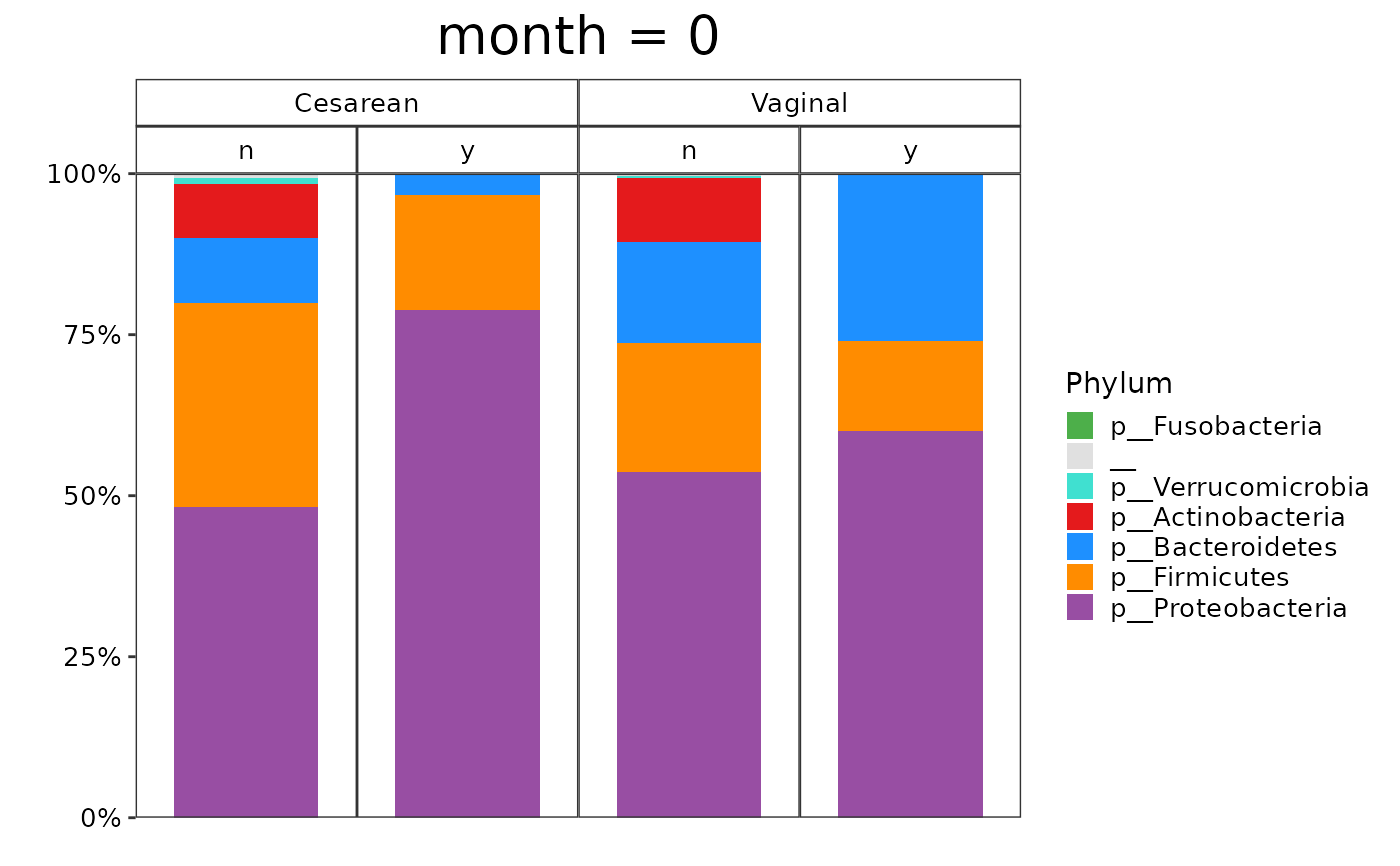 month = 0
Cesarean
Vaginal
n
y
n
y
100%
75%
50%
25%
0%
Phylum
p__Fusobacteria
__
p__Verrucomicrobia
p__Actinobacteria
p__Bacteroidetes
p__Firmicutes
p__Proteobacteria